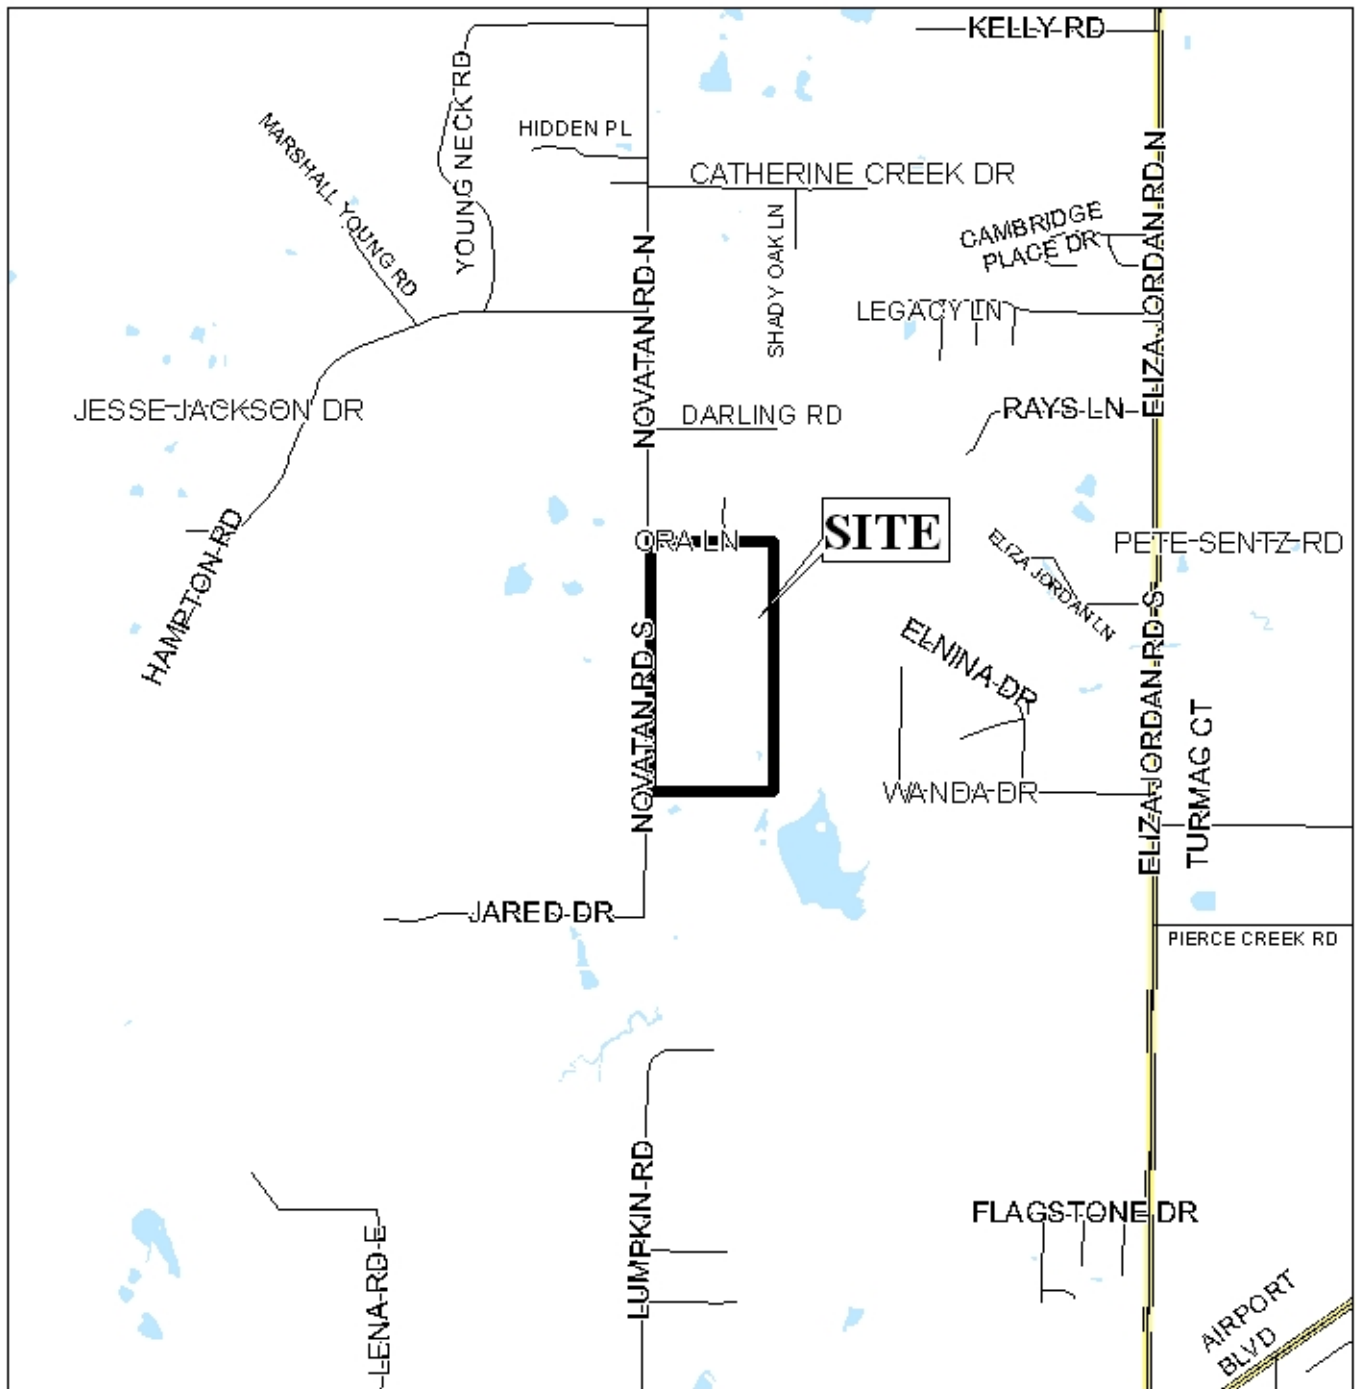 KELLY RD
YOUNG NECK RD
MARSHALL YOUNG RD
HIDDEN PL
CATHERINE CREEK DR
SHADY OAK LN
CAMBRIDGE
PLACE DR
ELIZA JORDAN RD N
NOVATAN RD N
LEGACY LN
JESSE JACKSON DR
DARLING RD
RAYS LN
HAMPTON RD
ORA LN
SITE
ELIZA JORDAN LN
PETE SENTZ RD
NOVATAN RD S
ELNINA DR
ELIZA JORDAN RD S
TURMAC CT
WANDA DR
JARED DR
PIERCE CREEK RD
LUMPKIN RD
LENA RD E
FLAGSTONE DR
AIRPORT
BLVD